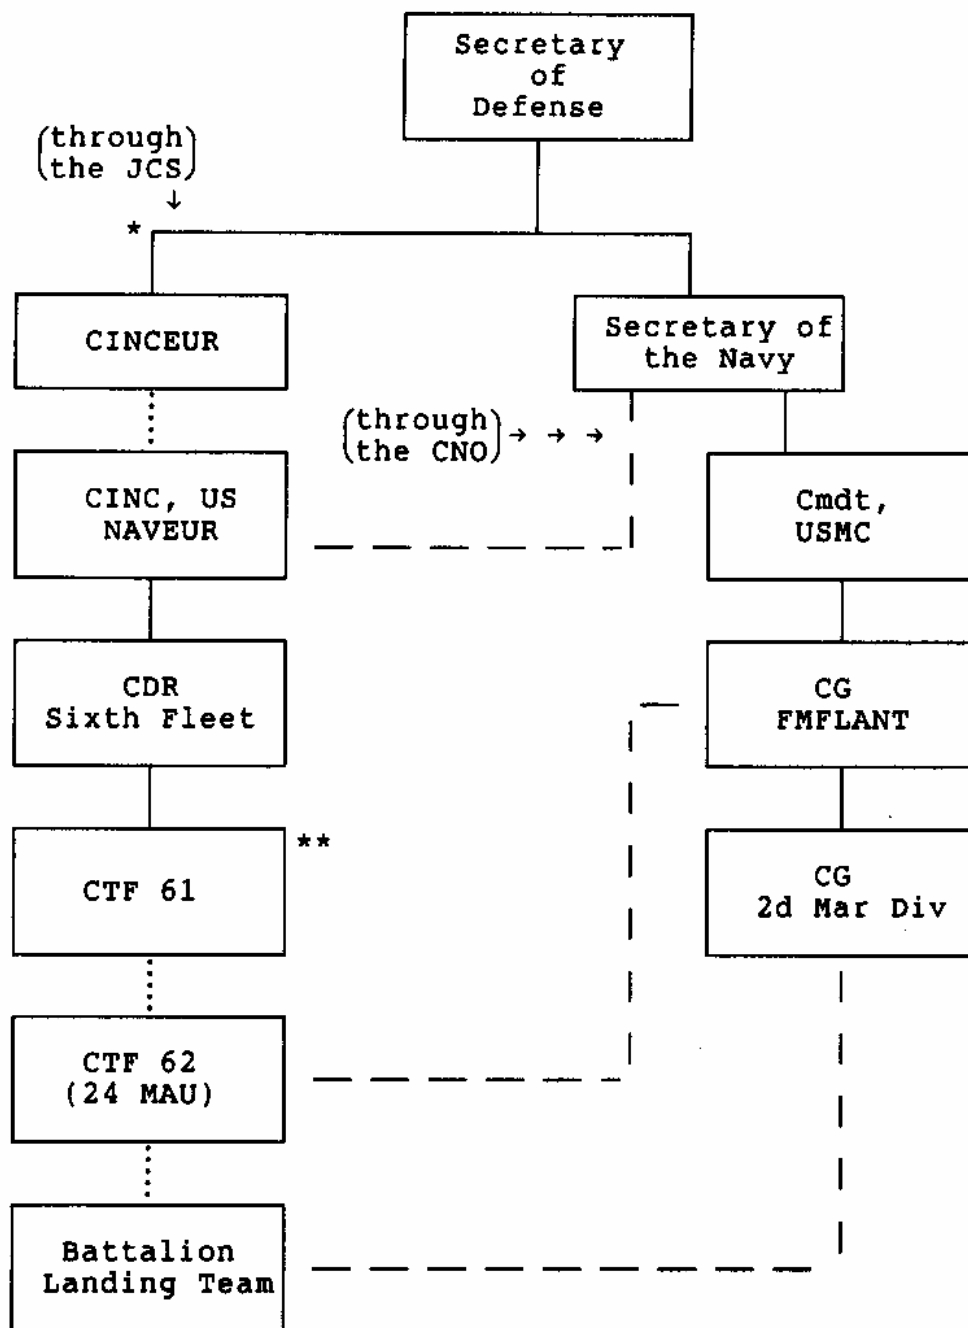 Secretary
of
Defense
(through
the JCS)
↓
*
CINCEUR
Secretary of
the Navy
(through
the CNO) → → →
CINC, US
NAVEUR
Cmdt,
USMC
CDR
Sixth Fleet
CG
FMFLANT
CTF 61
**
CG
2d Mar Div
CTF 62
(24 MAU)
Battalion
Landing Team